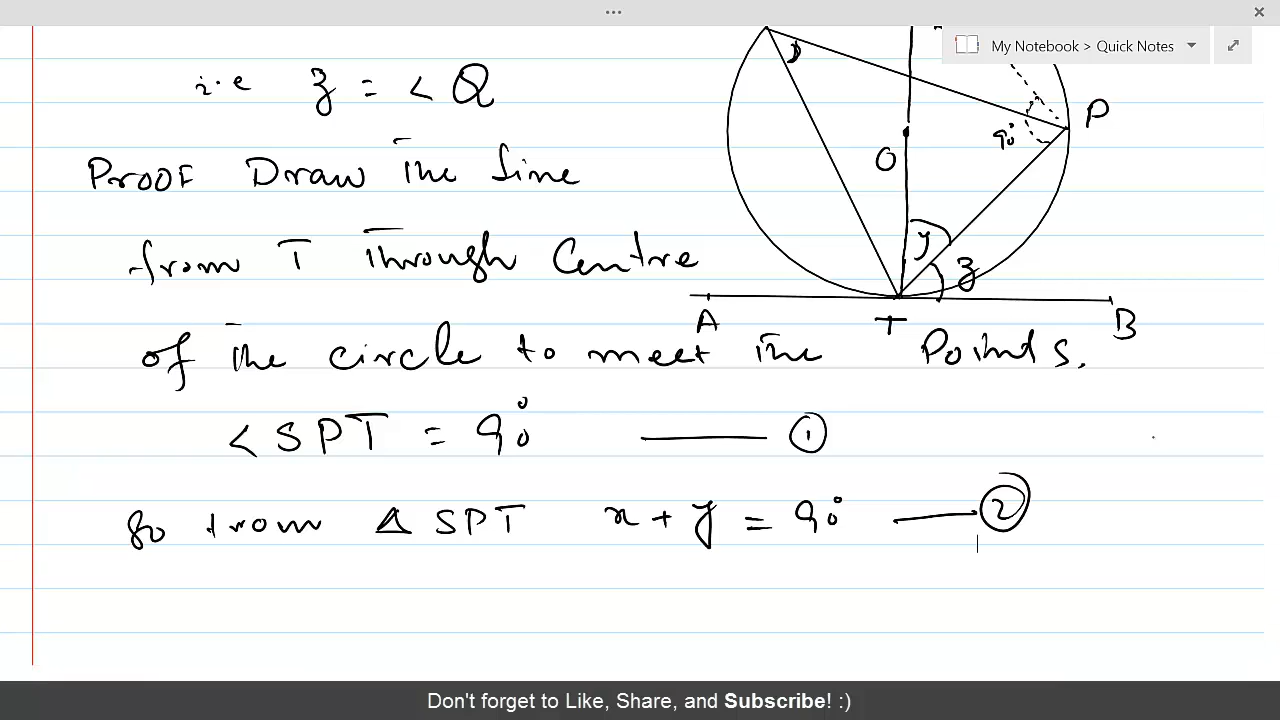 My Notebook > Quick Notes
i.e z = < Q
P
90°
O
Proof Draw the line
y
z
from T through Centre
A T B
of the circle to meet the Point S.
< SPT = 90° ——— 1
So from Δ SPT x + y = 90° ——— 2
Don't forget to Like, Share, and Subscribe! :)